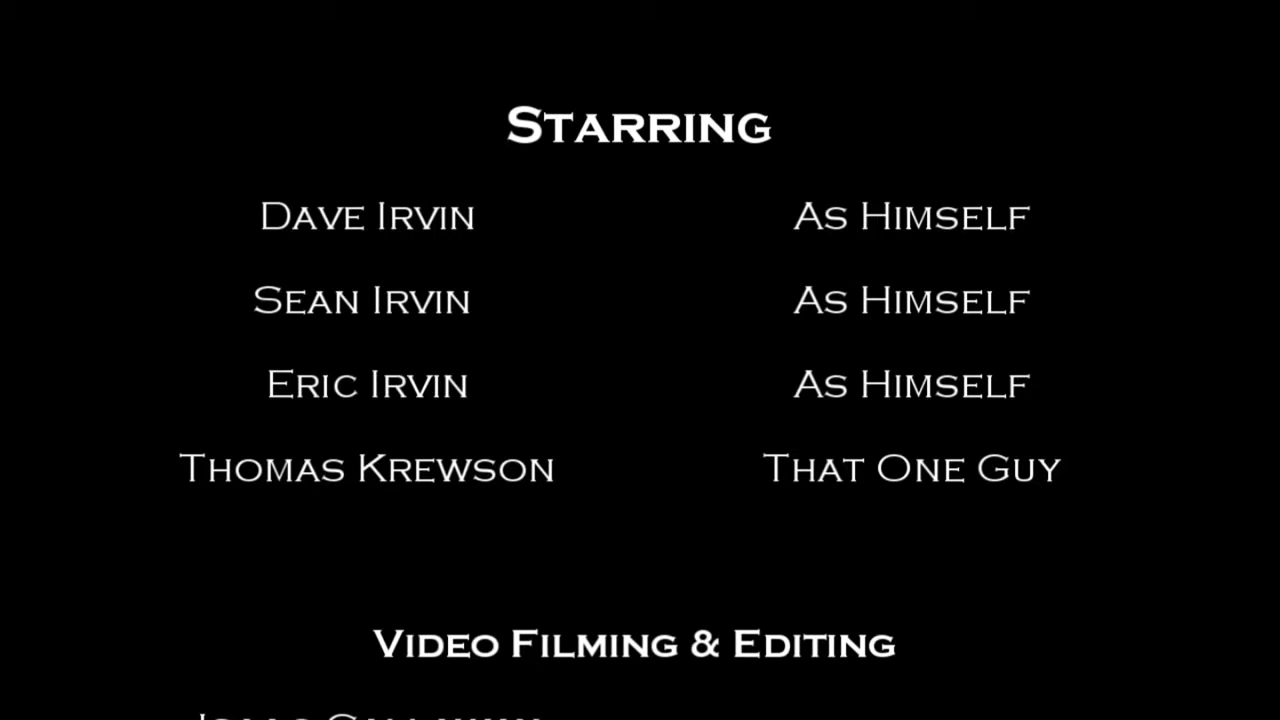 Starring
Dave Irvin As Himself
Sean Irvin As Himself
Eric Irvin As Himself
Thomas Krewson That One Guy
Video Filming & Editing